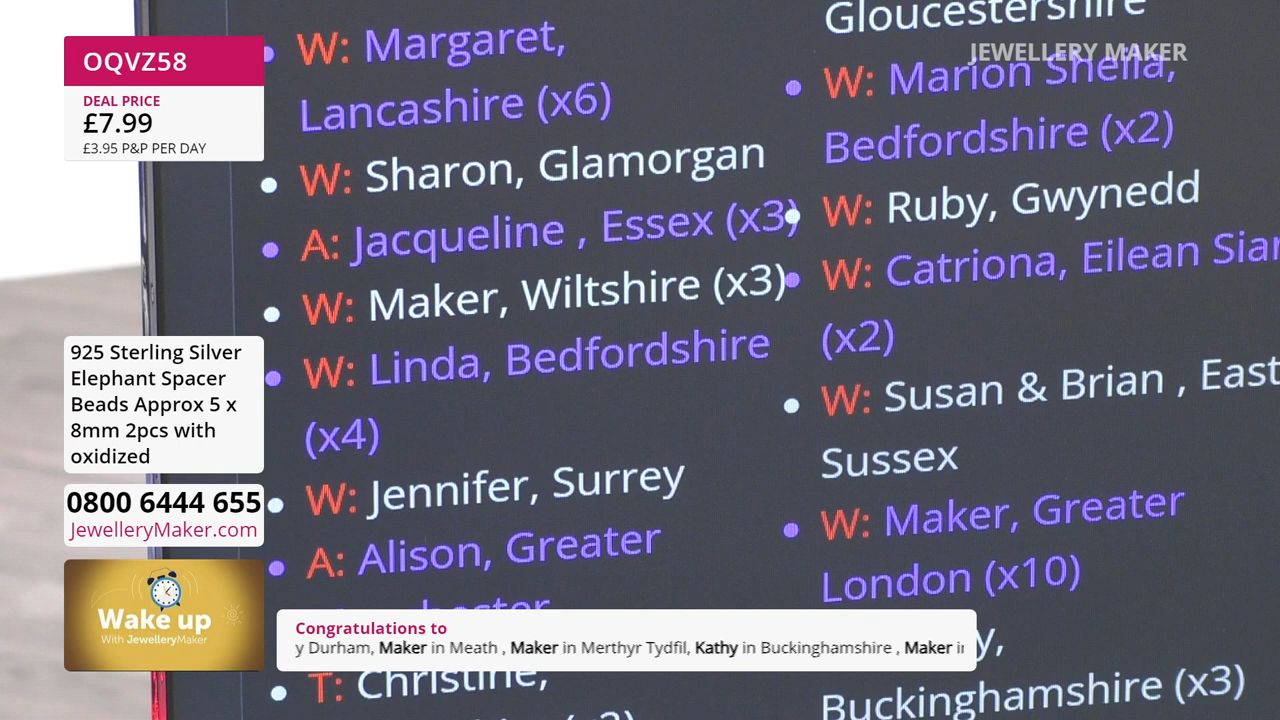 OQVZ58
DEAL PRICE
£7.99
£3.95 P&P PER DAY
925 Sterling Silver
Elephant Spacer
Beads Approx 5 x
8mm 2pcs with
oxidized
0800 6444 655
JewelleryMaker.com
Wake up
With JewelleryMaker
W: Margaret,
Lancashire (x6)
W: Sharon, Glamorgan
A: Jacqueline , Essex (x3)
W: Maker, Wiltshire (x3)
W: Linda, Bedfordshire
(x4)
W: Jennifer, Surrey
A: Alison, Greater
T: Christine,
JEWELLERY MAKER
Gloucestershire
W: Marion Sheila,
Bedfordshire (x2)
W: Ruby, Gwynedd
W: Catriona, Eilean Siar
(x2)
W: Susan & Brian , East
Sussex
W: Maker, Greater
London (x10)
Buckinghamshire (x3)
Congratulations to
y Durham, Maker in Meath , Maker in Merthyr Tydfil, Kathy in Buckinghamshire , Maker in